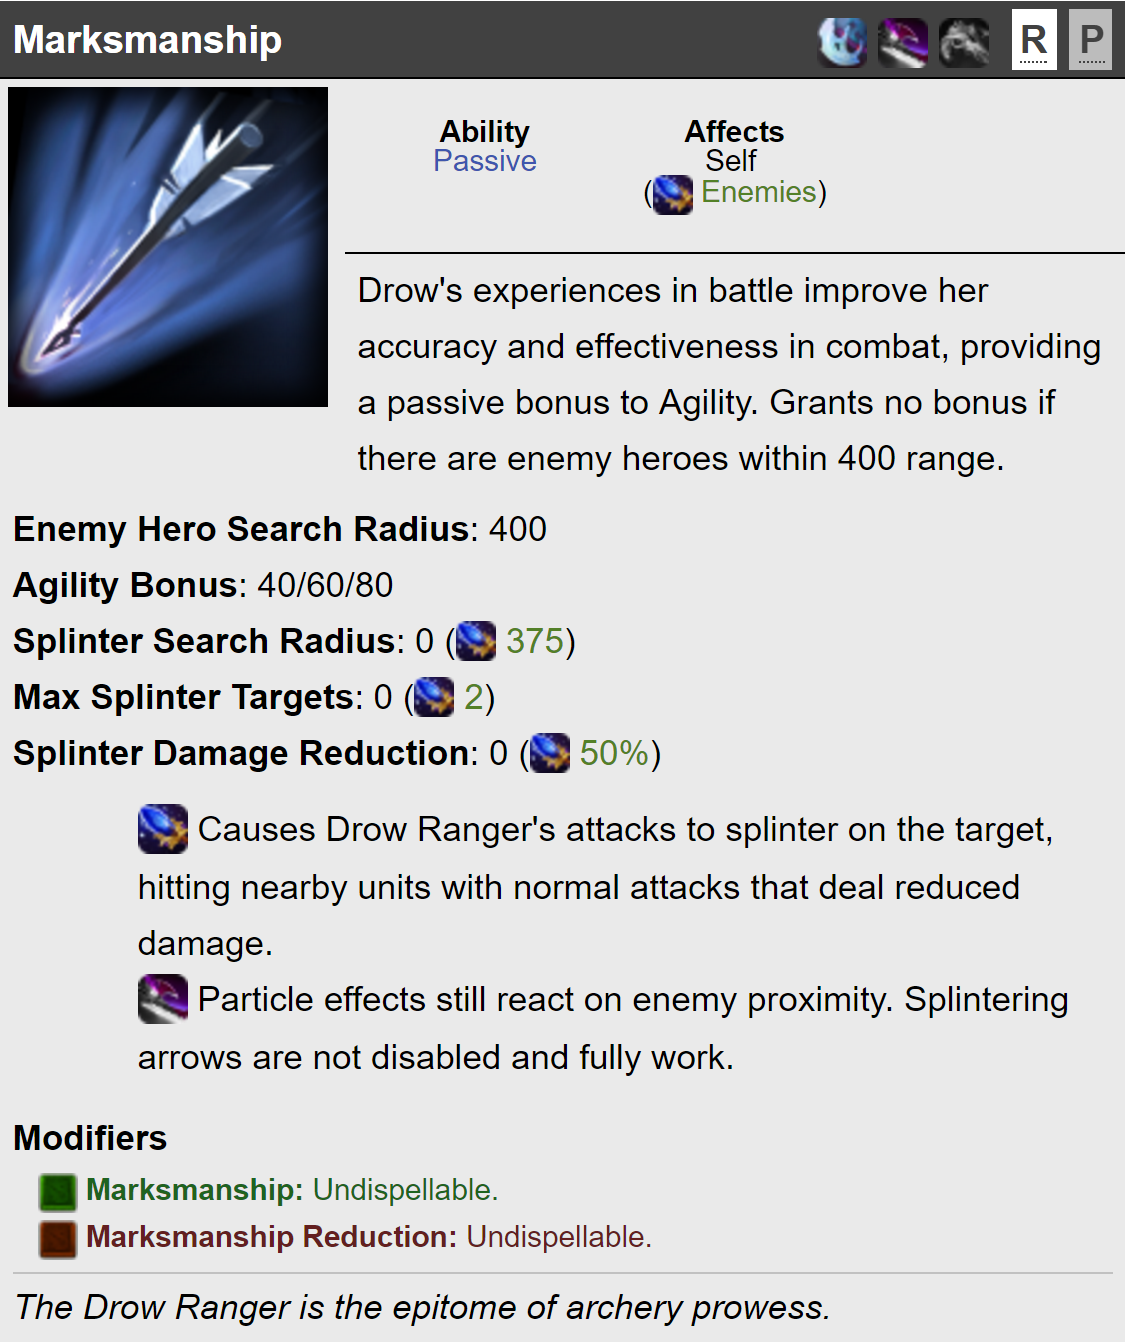 Marksmanship R P
Ability
Passive
Affects
Self
(Enemies)
Drow's experiences in battle improve her
accuracy and effectiveness in combat, providing
a passive bonus to Agility. Grants no bonus if
there are enemy heroes within 400 range.
Enemy Hero Search Radius: 400
Agility Bonus: 40/60/80
Splinter Search Radius: 0 (375)
Max Splinter Targets: 0 (2)
Splinter Damage Reduction: 0 (50%)
Causes Drow Ranger's attacks to splinter on the target,
hitting nearby units with normal attacks that deal reduced
damage.
Particle effects still react on enemy proximity. Splintering
arrows are not disabled and fully work.
Modifiers
Marksmanship: Undispellable.
Marksmanship Reduction: Undispellable.
The Drow Ranger is the epitome of archery prowess.